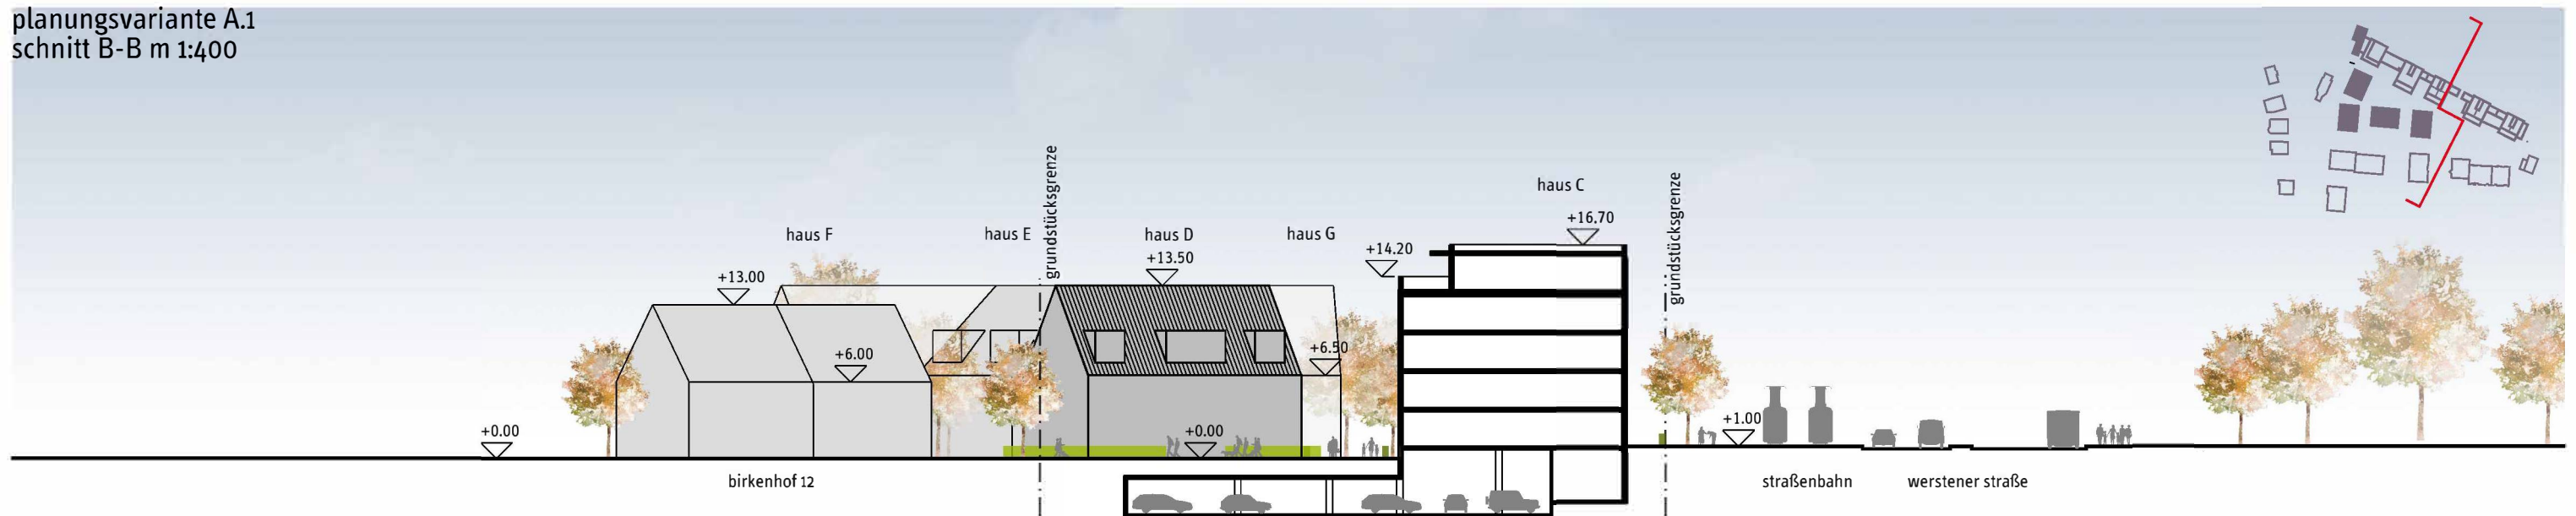 planungsvariante A.1
schnitt B-B m 1:400
haus F
haus E
grundstücksgrenze
haus D
haus G
haus C
grundstücksgrenze
+13.00
+13.50
+14.20
+16.70
+6.00
+6.50
+0.00
+0.00
+1.00
birkenhof 12
straßenbahn
werstener straße